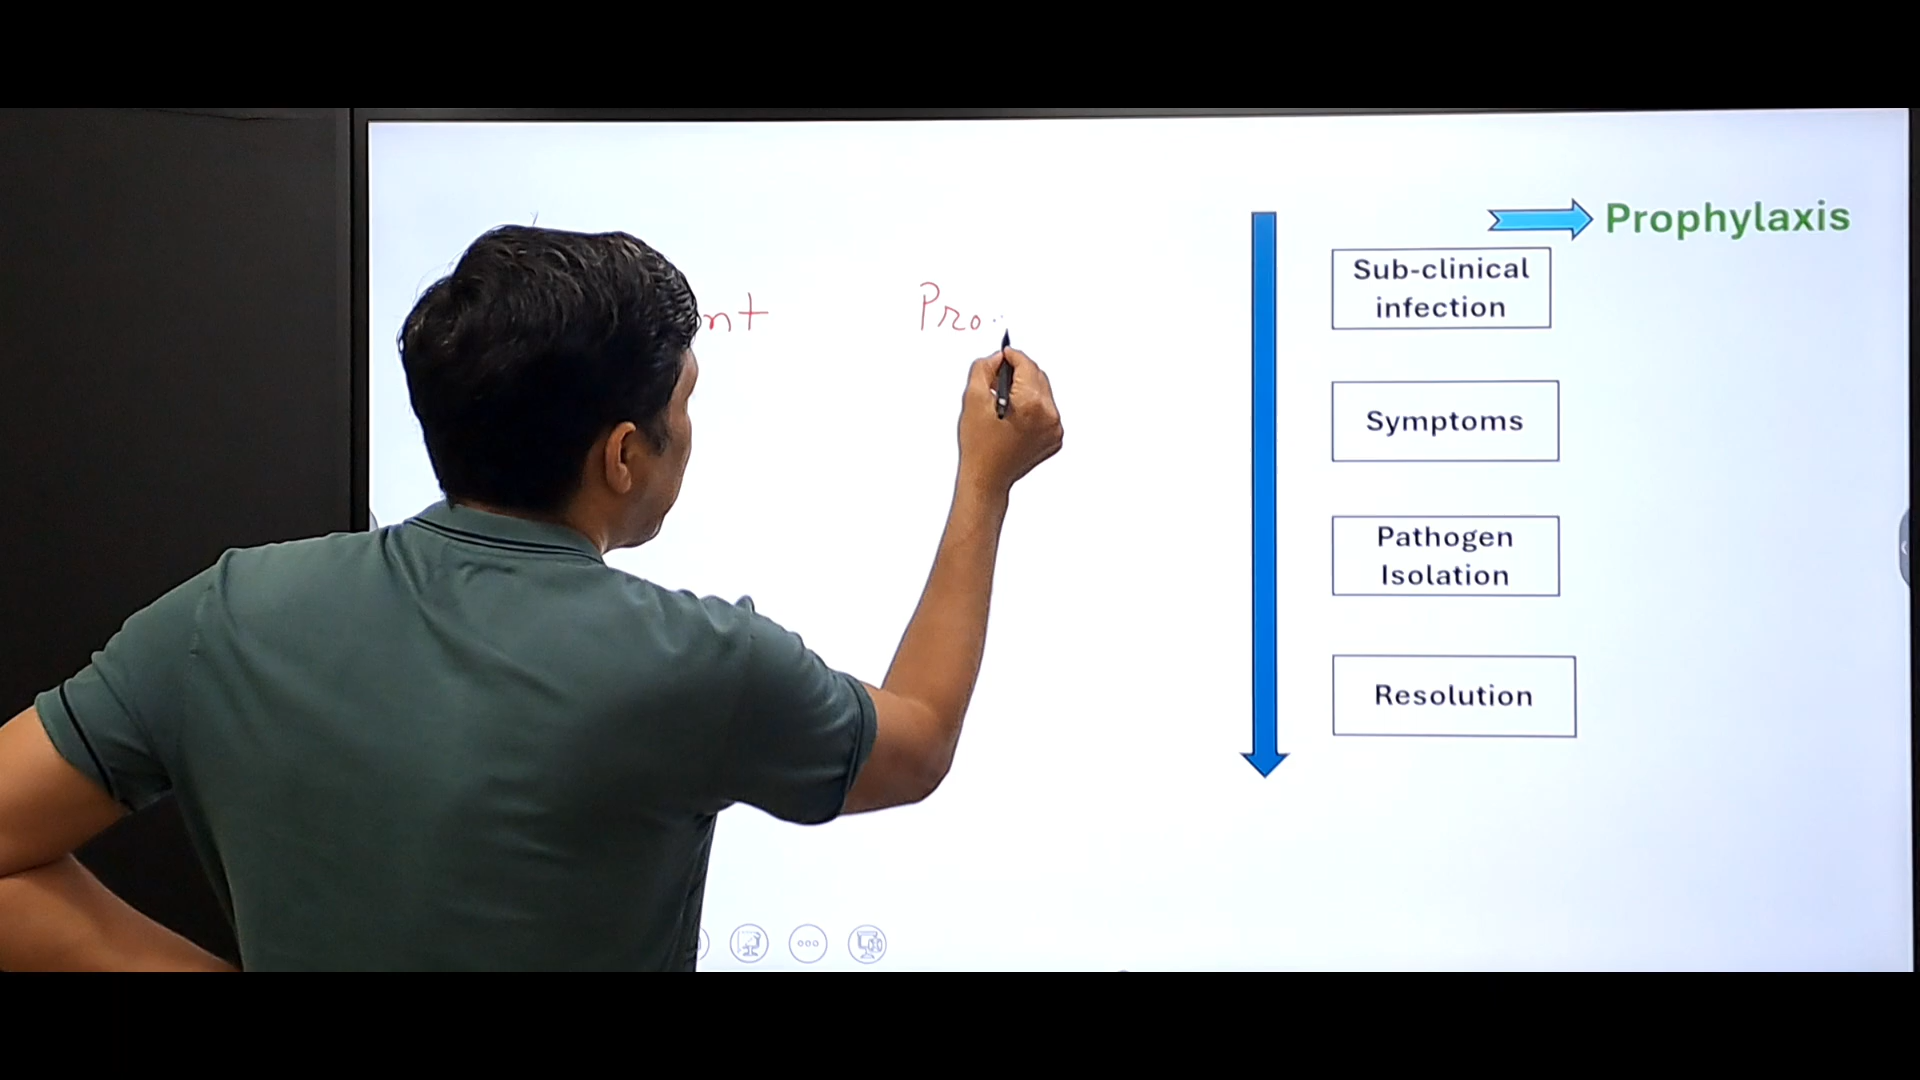 Prophylaxis
Sub-clinical
infection
nt Pro
Symptoms
Pathogen
Isolation
Resolution